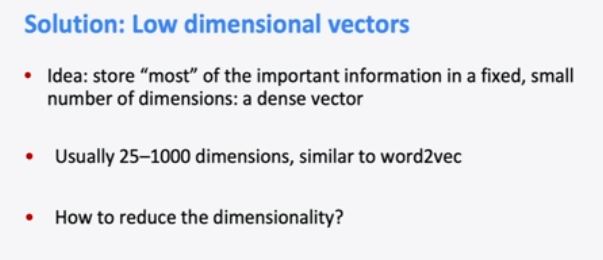 Solution: Low dimensional vectors
• Idea: store “most” of the important information in a fixed, small
number of dimensions: a dense vector
• Usually 25–1000 dimensions, similar to word2vec
• How to reduce the dimensionality?